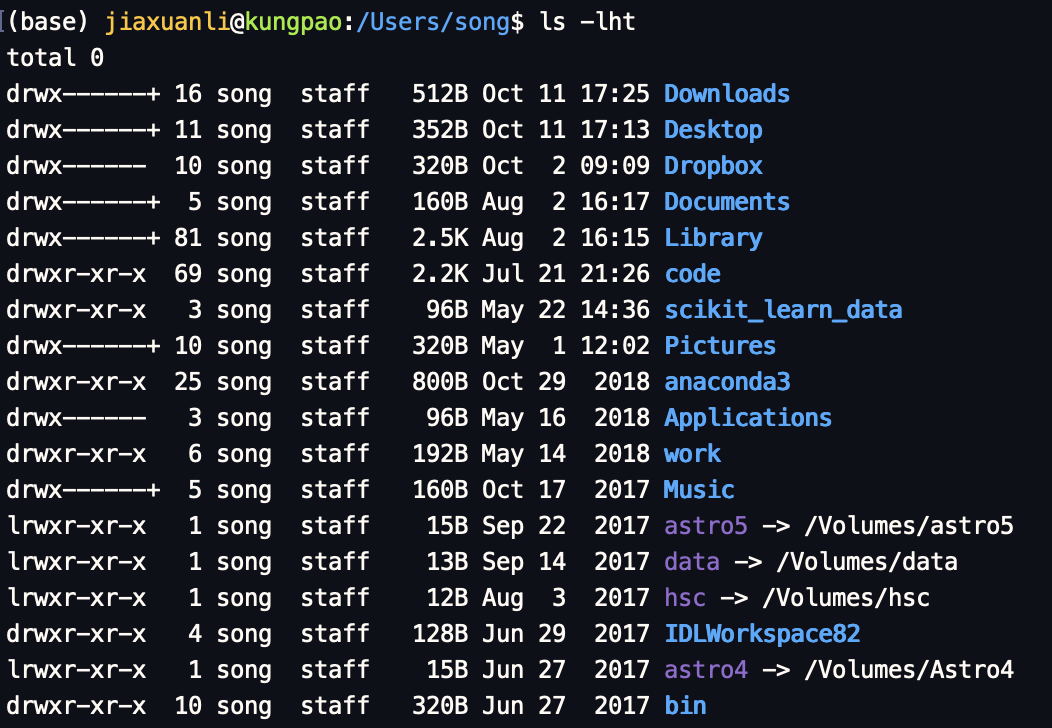 (base) jiaxuanli@kungpao:/Users/song$ ls -lht
total 0
drwx------+ 16 song  staff   512B Oct 11 17:25 Downloads
drwx------+ 11 song  staff   352B Oct 11 17:13 Desktop
drwx------  10 song  staff   320B Oct  2 09:09 Dropbox
drwx------+  5 song  staff   160B Aug  2 16:17 Documents
drwx------+ 81 song  staff   2.5K Aug  2 16:15 Library
drwxr-xr-x  69 song  staff   2.2K Jul 21 21:26 code
drwxr-xr-x   3 song  staff    96B May 22 14:36 scikit_learn_data
drwx------+ 10 song  staff   320B May  1 12:02 Pictures
drwxr-xr-x  25 song  staff   800B Oct 29  2018 anaconda3
drwx------   3 song  staff    96B May 16  2018 Applications
drwxr-xr-x   6 song  staff   192B May 14  2018 work
drwx------+  5 song  staff   160B Oct 17  2017 Music
lrwxr-xr-x   1 song  staff    15B Sep 22  2017 astro5 -> /Volumes/astro5
lrwxr-xr-x   1 song  staff    13B Sep 14  2017 data -> /Volumes/data
lrwxr-xr-x   1 song  staff    12B Aug  3  2017 hsc -> /Volumes/hsc
drwxr-xr-x   4 song  staff   128B Jun 29  2017 IDLWorkspace82
lrwxr-xr-x   1 song  staff    15B Jun 27  2017 astro4 -> /Volumes/Astro4
drwxr-xr-x  10 song  staff   320B Jun 27  2017 bin